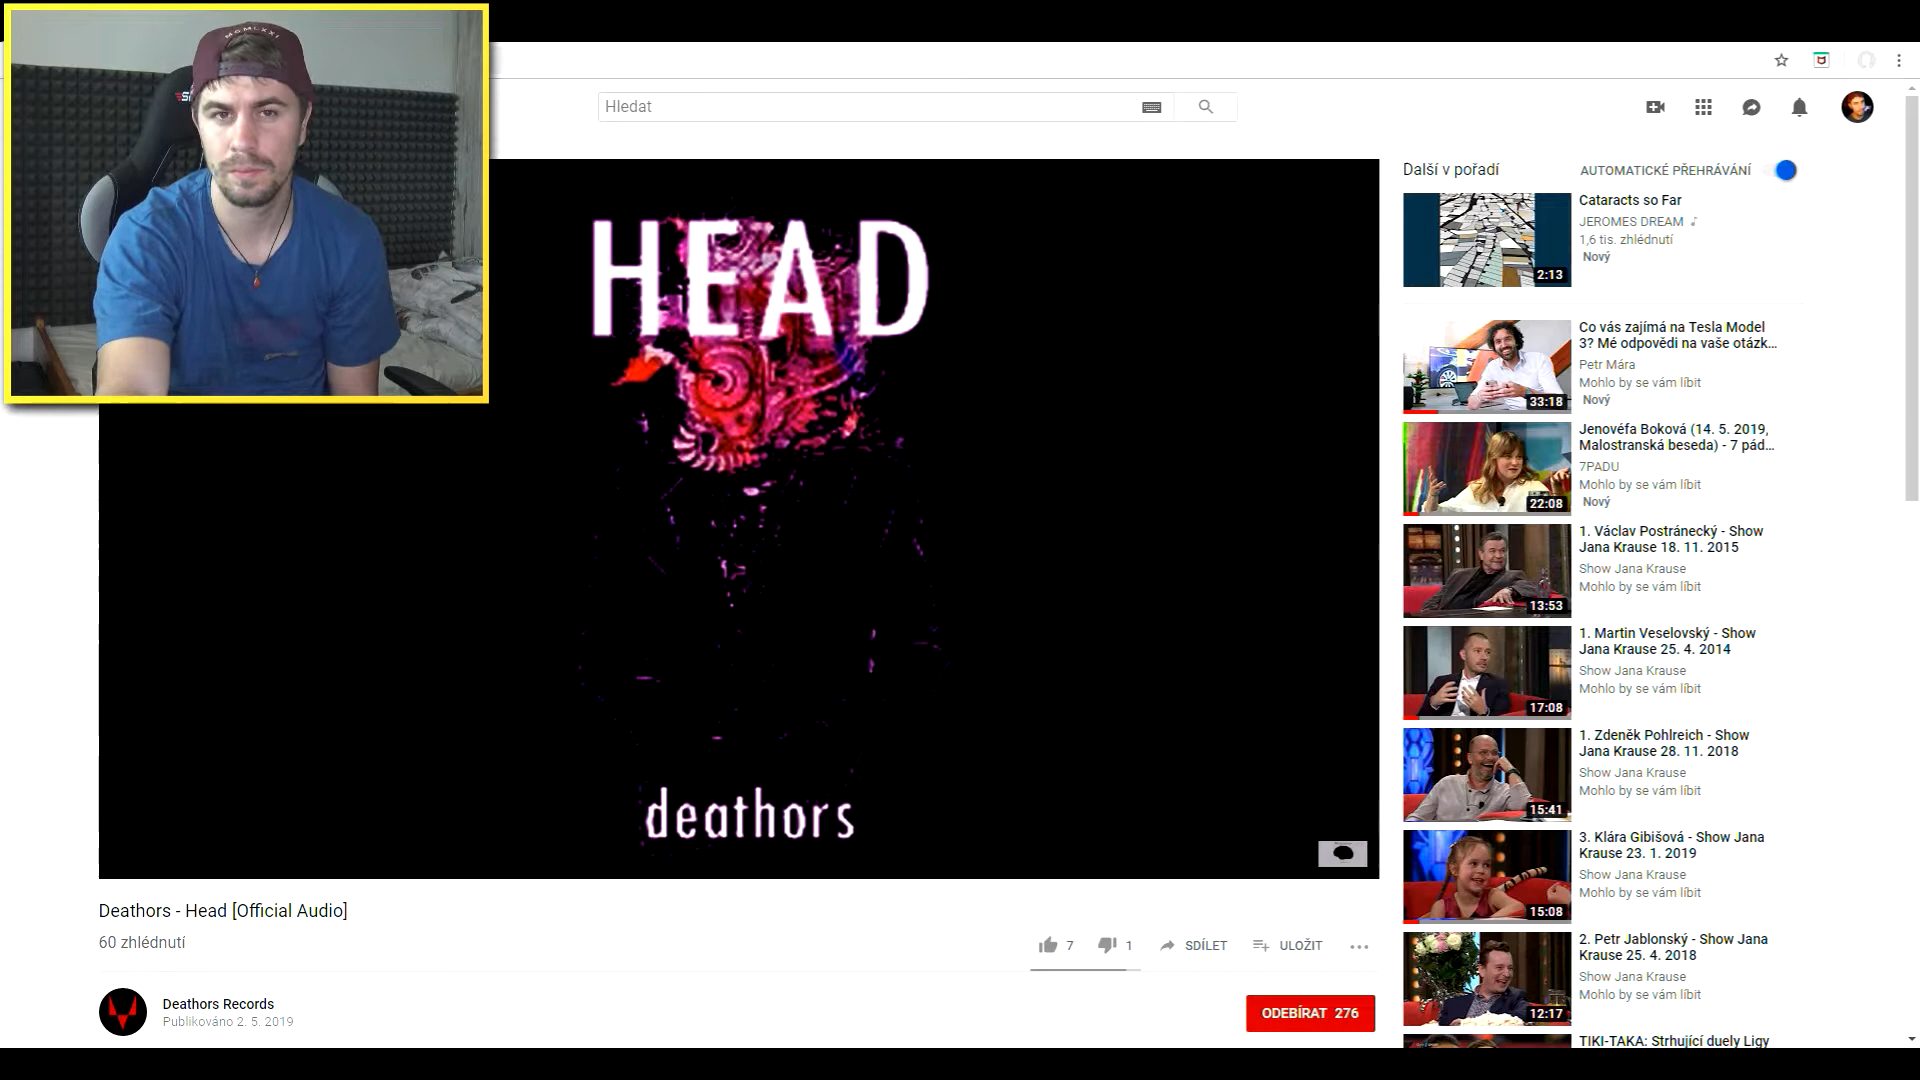 MCMLXXI
Hledat
HEAD
deathors
Deathors - Head [Official Audio]
60 zhlédnutí
7
1
SDÍLET
ULOŽIT
Deathors Records
Publikováno 2. 5. 2019
ODEBÍRAT 276
Další v pořadí
AUTOMATICKÉ PŘEHRÁVÁNÍ
2:13
Cataracts so Far
JEROMES DREAM
1,6 tis. zhlédnutí
Nový
33:18
Co vás zajímá na Tesla Model
3? Mé odpovědi na vaše otázk...
Petr Mára
Mohlo by se vám líbit
Nový
22:08
Jenovéfa Boková (14. 5. 2019,
Malostranská beseda) - 7 pád...
7PADU
Mohlo by se vám líbit
Nový
13:53
1. Václav Postránecký - Show
Jana Krause 18. 11. 2015
Show Jana Krause
Mohlo by se vám líbit
17:08
1. Martin Veselovský - Show
Jana Krause 25. 4. 2014
Show Jana Krause
Mohlo by se vám líbit
15:41
1. Zdeněk Pohlreich - Show
Jana Krause 28. 11. 2018
Show Jana Krause
Mohlo by se vám líbit
15:08
3. Klára Gibišová - Show Jana
Krause 23. 1. 2019
Show Jana Krause
Mohlo by se vám líbit
12:17
2. Petr Jablonský - Show Jana
Krause 25. 4. 2018
Show Jana Krause
Mohlo by se vám líbit
TIKI-TAKA: Strhující duely Ligy